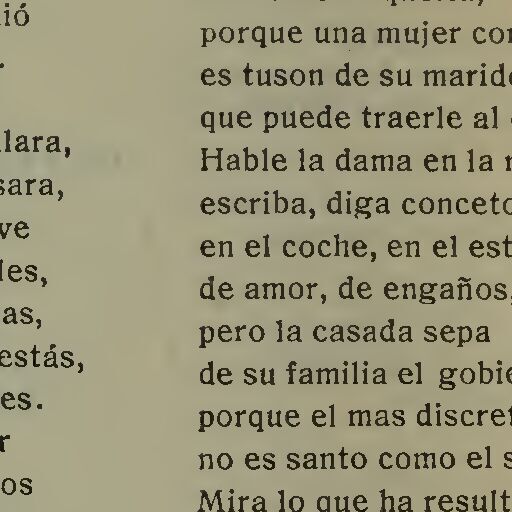 ió
.
lara,
sara,
ve
les,
as,
estás,
es.
r
os
porque una mujer con
es tuson de su marido
que puede traerle al
Hable la dama en la
escriba, diga conceto
en el coche, en el est
de amor, de engaños,
pero la casada sepa
de su familia el gobie
porque el mas discret
no es santo como el s
Mira lo que ha result